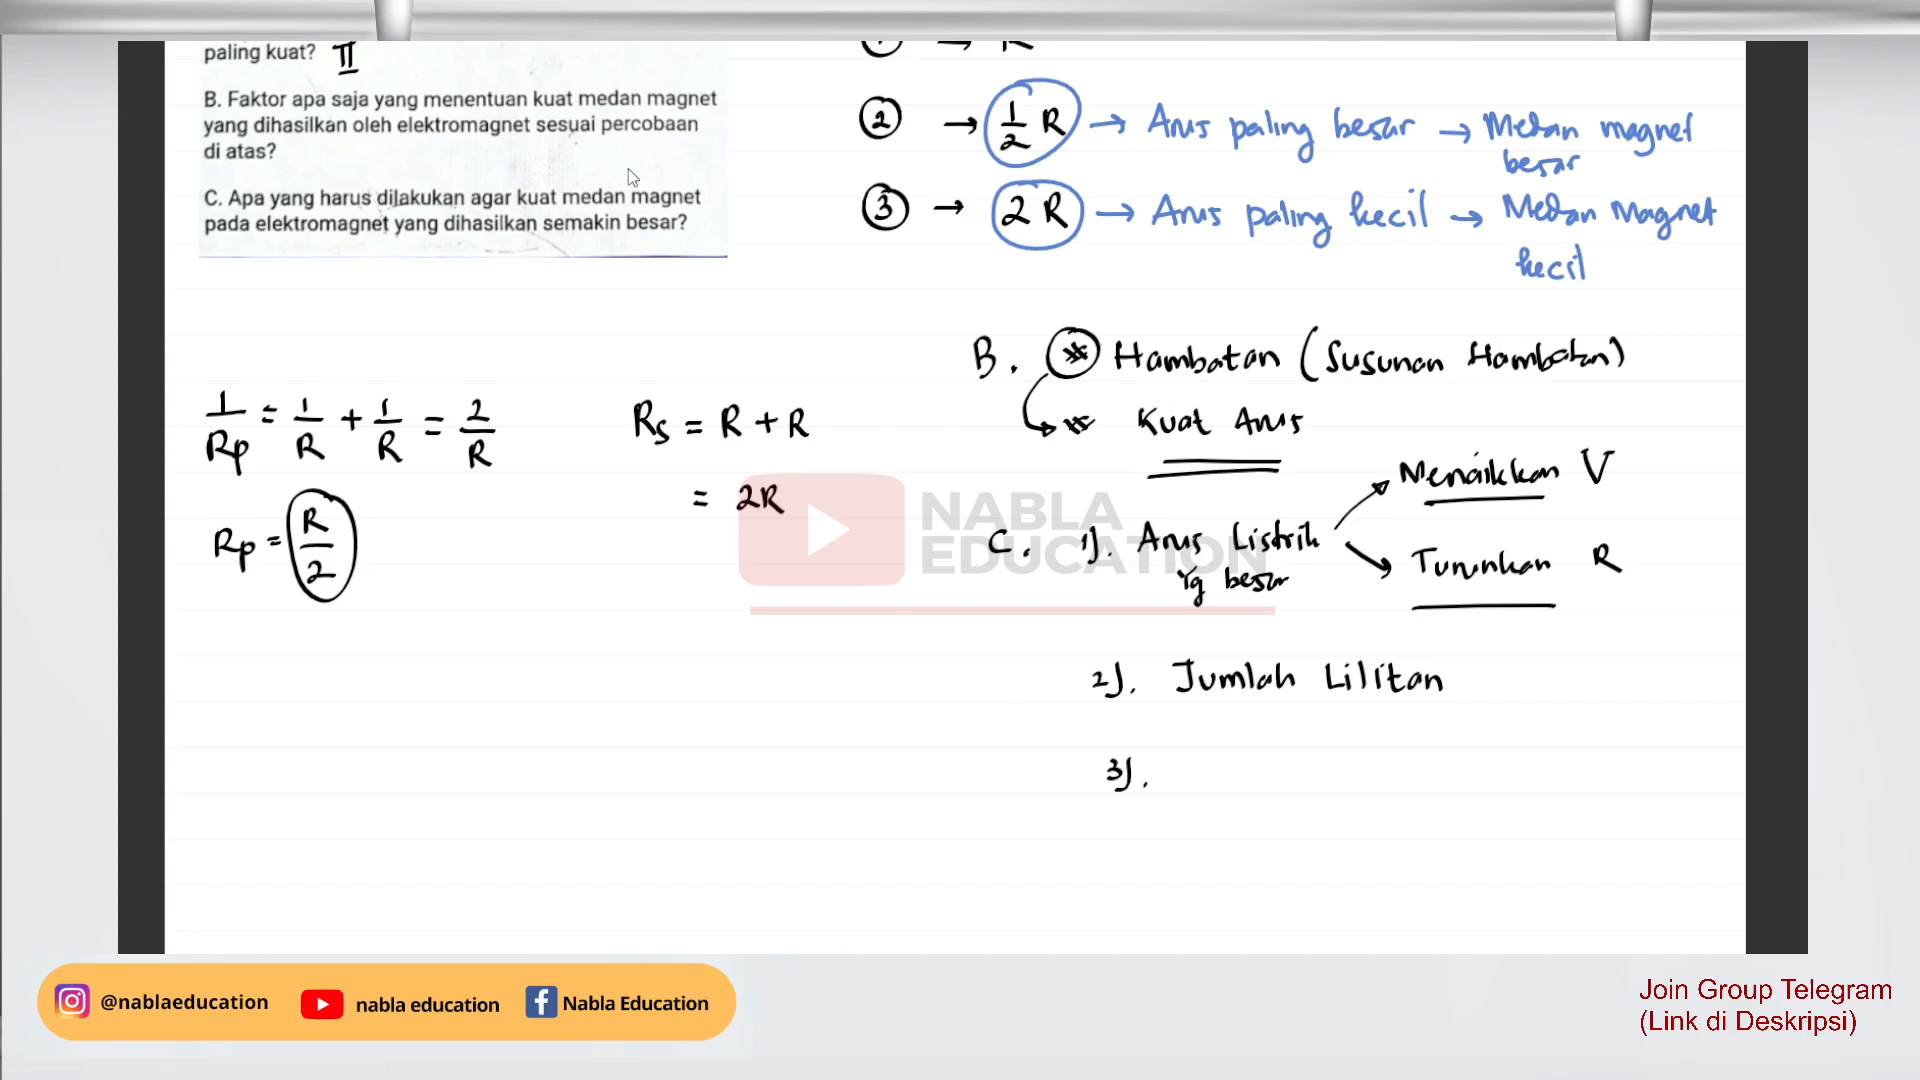 paling kuat? II
B. Faktor apa saja yang menentuan kuat medan magnet
yang dihasilkan oleh elektromagnet sesuai percobaan
di atas?
C. Apa yang harus dilakukan agar kuat medan magnet
pada elektromagnet yang dihasilkan semakin besar?
1 → R
2 → 1/2 R → Arus paling besar → Medan magnet
besar
3 → 2 R → Arus paling kecil → Medan Magnet
kecil
1/Rp = 1/R + 1/R = 2/R
Rp = R/2
Rs = R + R
= 2R
B. * Hambatan (Susunan Hambatan)
* Kuat Arus
C. 1). Arus Listrik
Yg besar
Menaikkan V
Turunkan R
2). Jumlah Lilitan
3).
NABLA
EDUCATION
@nablaeducation
nabla education
Nabla Education
Join Group Telegram
(Link di Deskripsi)